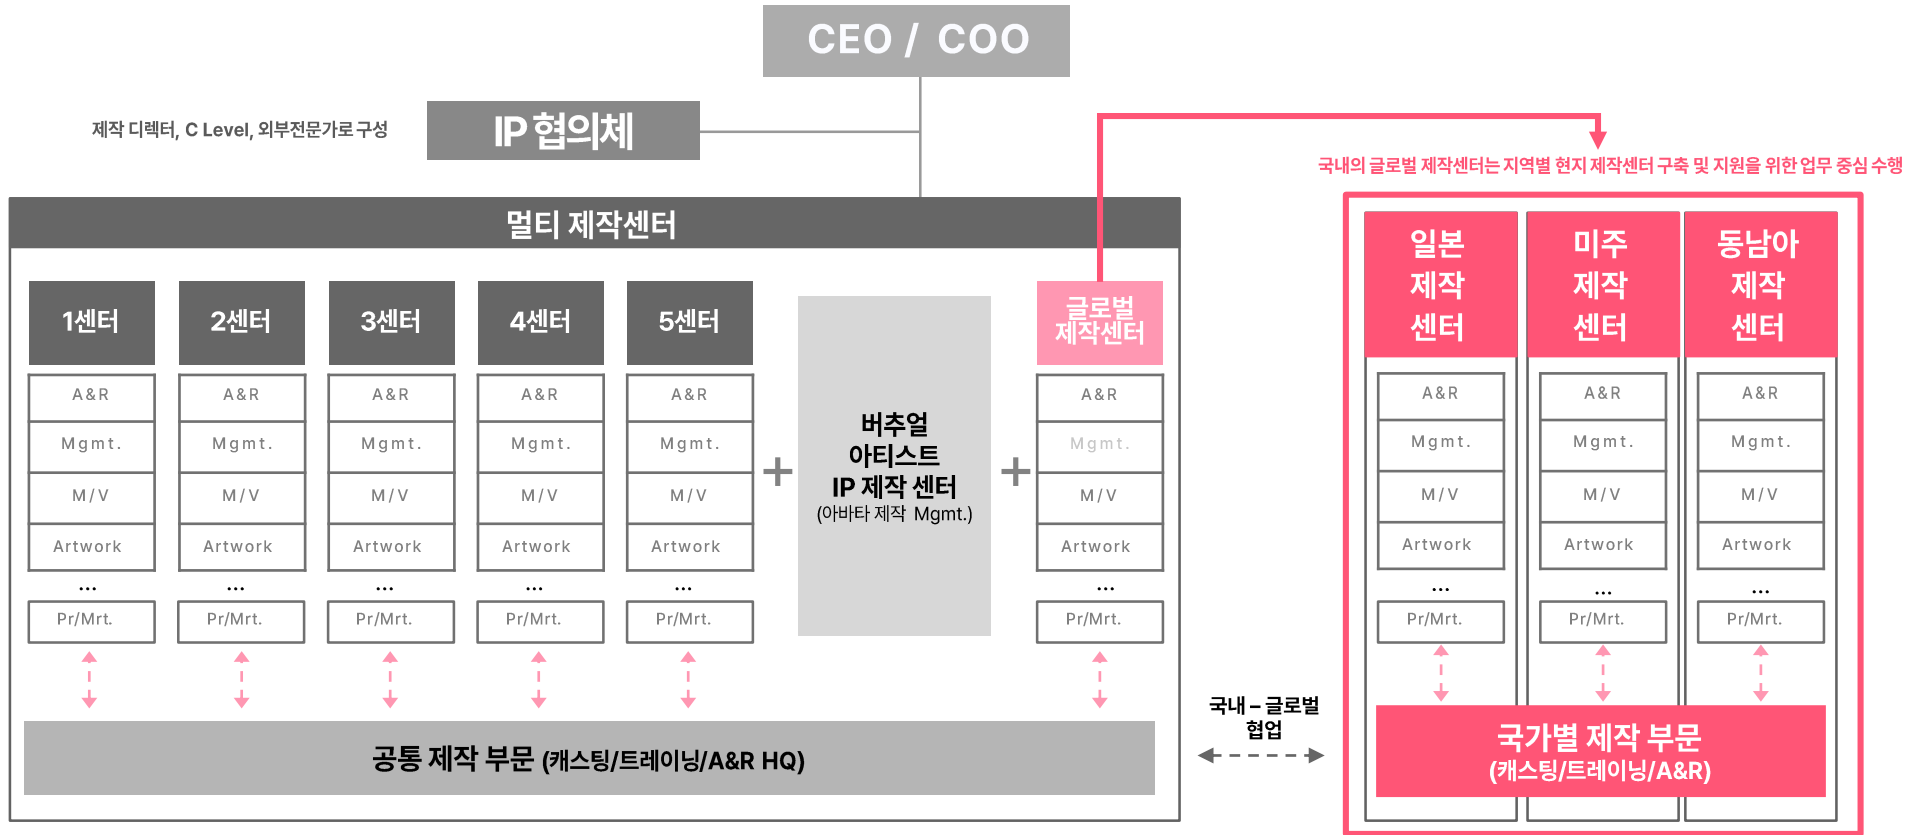 CEO / COO
제작 디렉터, C Level, 외부전문가로 구성
IP 협의체
국내의 글로벌 제작센터는 지역별 현지 제작센터 구축 및 지원을 위한 업무 중심 수행
멀티 제작센터
1센터
A&R
Mgmt.
M/V
Artwork
...
Pr/Mrt.
2센터
A&R
Mgmt.
M/V
Artwork
...
Pr/Mrt.
3센터
A&R
Mgmt.
M/V
Artwork
...
Pr/Mrt.
4센터
A&R
Mgmt.
M/V
Artwork
...
Pr/Mrt.
5센터
A&R
Mgmt.
M/V
Artwork
...
Pr/Mrt.
+
버추얼
아티스트
IP 제작 센터
(아바타 제작 Mgmt.)
+
글로벌
제작센터
A&R
Mgmt.
M/V
Artwork
...
Pr/Mrt.
공통 제작 부문 (캐스팅/트레이닝/A&R HQ)
국내 – 글로벌
협업
일본
제작
센터
A&R
Mgmt.
M/V
Artwork
...
Pr/Mrt.
미주
제작
센터
A&R
Mgmt.
M/V
Artwork
...
Pr/Mrt.
동남아
제작
센터
A&R
Mgmt.
M/V
Artwork
...
Pr/Mrt.
국가별 제작 부문
(캐스팅/트레이닝/A&R)